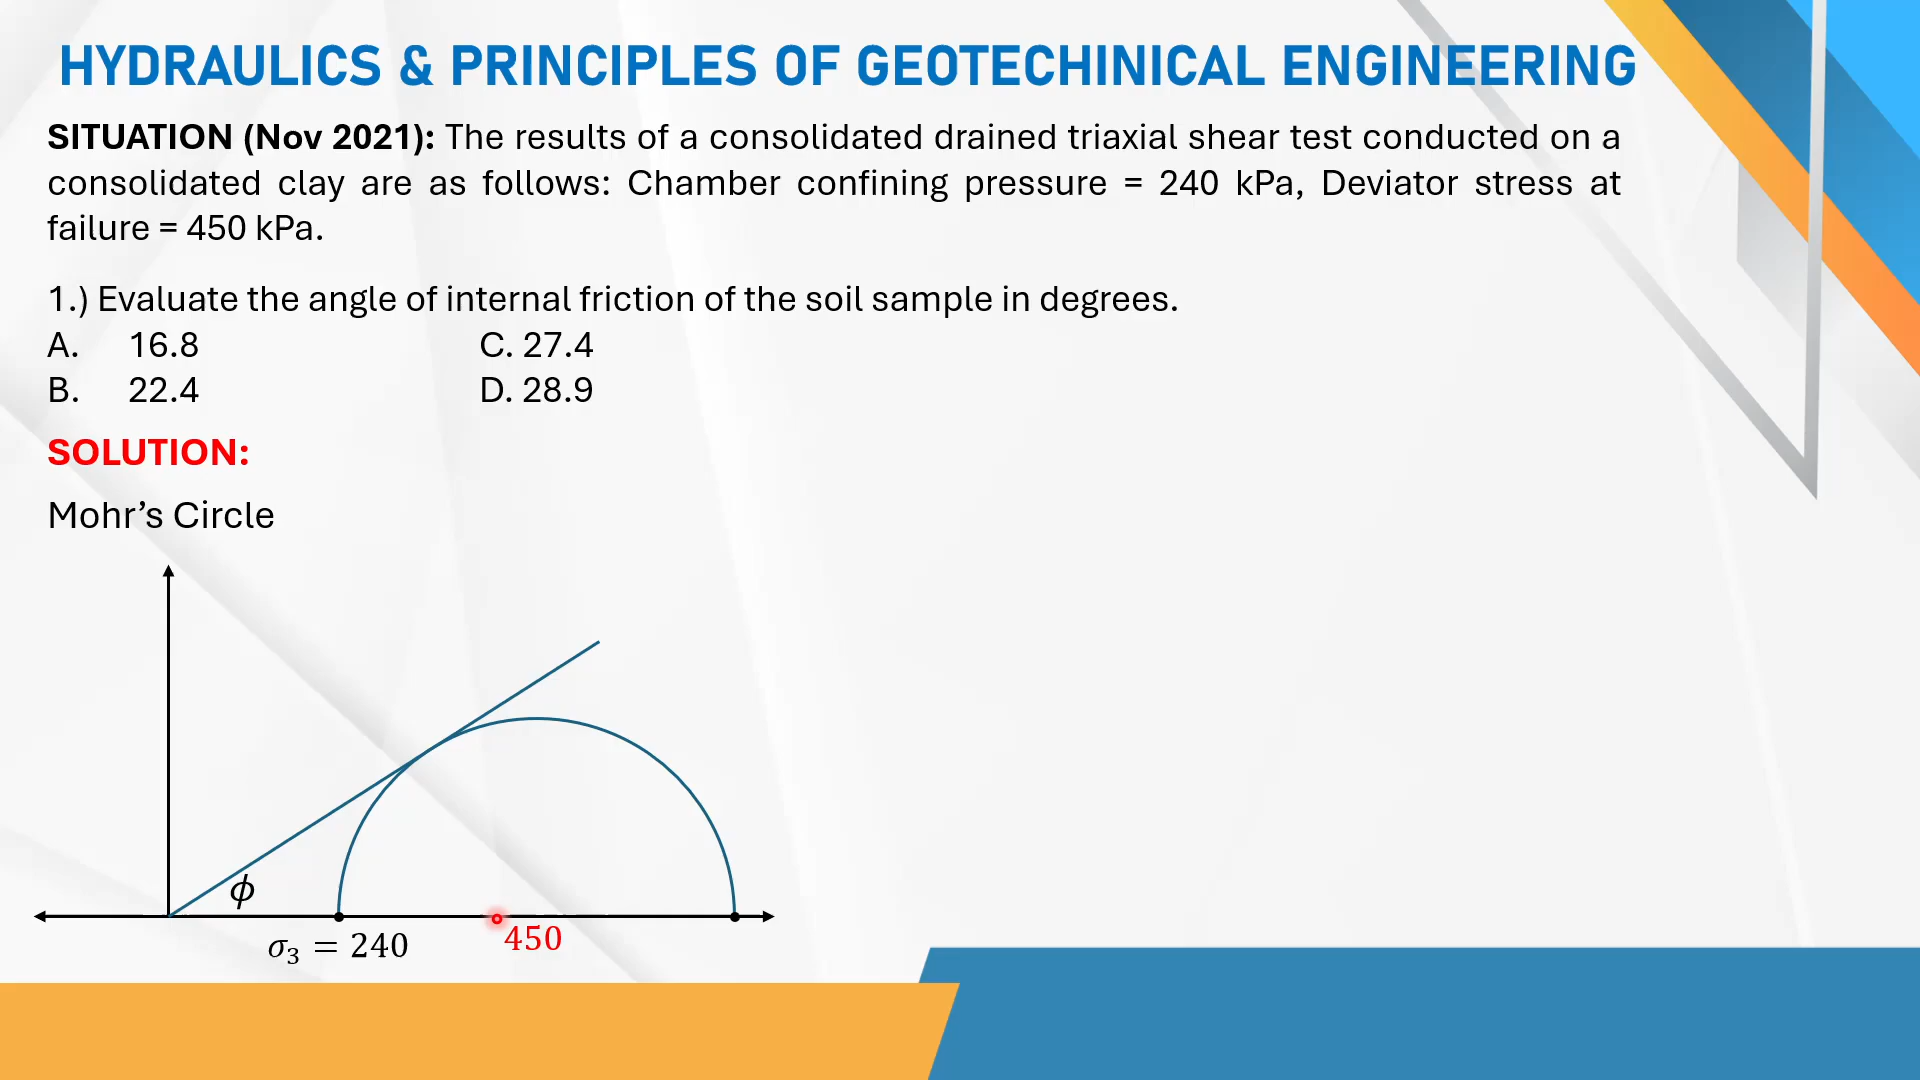 HYDRAULICS & PRINCIPLES OF GEOTECHINICAL ENGINEERING
SITUATION (Nov 2021): The results of a consolidated drained triaxial shear test conducted on a
consolidated clay are as follows: Chamber confining pressure = 240 kPa, Deviator stress at
failure = 450 kPa.
1.) Evaluate the angle of internal friction of the soil sample in degrees.
A. 16.8 C. 27.4
B. 22.4 D. 28.9
SOLUTION:
Mohr’s Circle
ϕ
σ₃ = 240 450